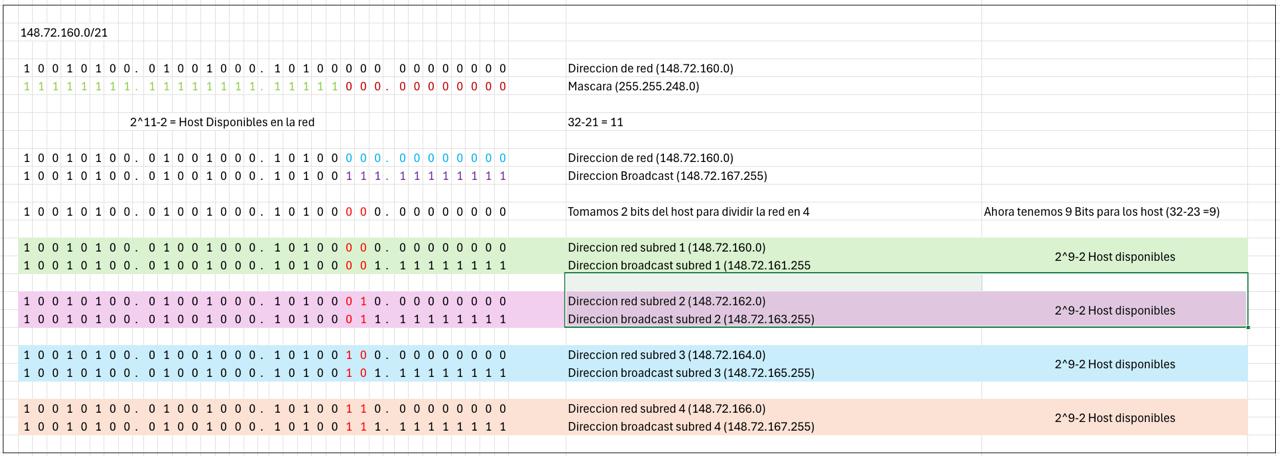 148.72.160.0/21
1 0 0 1 0 1 0 0 . 0 1 0 0 1 0 0 0 . 1 0 1 0 0 0 0 0 0 0 0 0 0 0 0 0 Direccion de red (148.72.160.0)
1 1 1 1 1 1 1 1 . 1 1 1 1 1 1 1 1 . 1 1 1 1 1 0 0 0 . 0 0 0 0 0 0 0 0 Mascara (255.255.248.0)
2^11-2 = Host Disponibles en la red 32-21 = 11
1 0 0 1 0 1 0 0 . 0 1 0 0 1 0 0 0 . 1 0 1 0 0 0 0 0 . 0 0 0 0 0 0 0 0 Direccion de red (148.72.160.0)
1 0 0 1 0 1 0 0 . 0 1 0 0 1 0 0 0 . 1 0 1 0 0 1 1 1 . 1 1 1 1 1 1 1 1 Direccion Broadcast (148.72.167.255)
1 0 0 1 0 1 0 0 . 0 1 0 0 1 0 0 0 . 1 0 1 0 0 0 0 0 . 0 0 0 0 0 0 0 0 Tomamos 2 bits del host para dividir la red en 4 Ahora tenemos 9 Bits para los host (32-23 =9)
1 0 0 1 0 1 0 0 . 0 1 0 0 1 0 0 0 . 1 0 1 0 0 0 0 0 . 0 0 0 0 0 0 0 0 Direccion red subred 1 (148.72.160.0)
2^9-2 Host disponibles
1 0 0 1 0 1 0 0 . 0 1 0 0 1 0 0 0 . 1 0 1 0 0 0 0 1 . 1 1 1 1 1 1 1 1 Direccion broadcast subred 1 (148.72.161.255
1 0 0 1 0 1 0 0 . 0 1 0 0 1 0 0 0 . 1 0 1 0 0 0 1 0 . 0 0 0 0 0 0 0 0 Direccion red subred 2 (148.72.162.0)
2^9-2 Host disponibles
1 0 0 1 0 1 0 0 . 0 1 0 0 1 0 0 0 . 1 0 1 0 0 0 1 1 . 1 1 1 1 1 1 1 1 Direccion broadcast subred 2 (148.72.163.255)
1 0 0 1 0 1 0 0 . 0 1 0 0 1 0 0 0 . 1 0 1 0 0 1 0 0 . 0 0 0 0 0 0 0 0 Direccion red subred 3 (148.72.164.0)
2^9-2 Host disponibles
1 0 0 1 0 1 0 0 . 0 1 0 0 1 0 0 0 . 1 0 1 0 0 1 0 1 . 1 1 1 1 1 1 1 1 Direccion broadcast subred 3 (148.72.165.255)
1 0 0 1 0 1 0 0 . 0 1 0 0 1 0 0 0 . 1 0 1 0 0 1 1 0 . 0 0 0 0 0 0 0 0 Direccion red subred 4 (148.72.166.0)
2^9-2 Host disponibles
1 0 0 1 0 1 0 0 . 0 1 0 0 1 0 0 0 . 1 0 1 0 0 1 1 1 . 1 1 1 1 1 1 1 1 Direccion broadcast subred 4 (148.72.167.255)